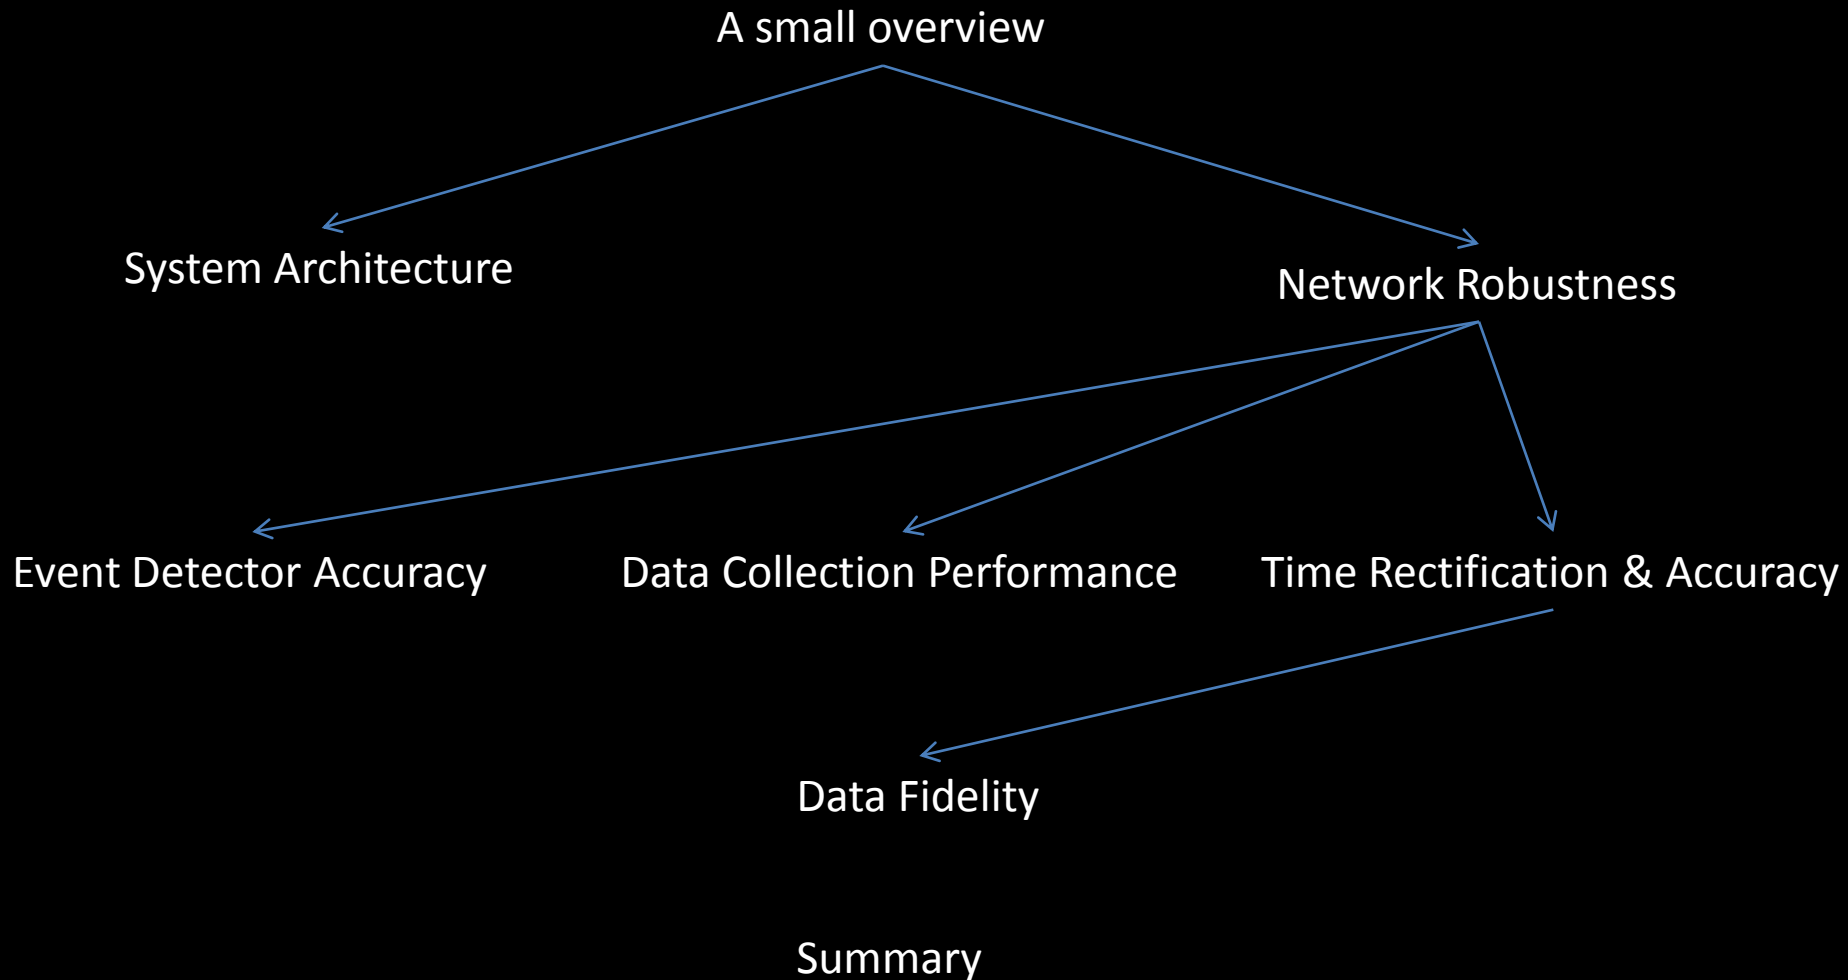 A small overview
System Architecture
Network Robustness
Event Detector Accuracy
Data Collection Performance
Time Rectification & Accuracy
Data Fidelity
Summary